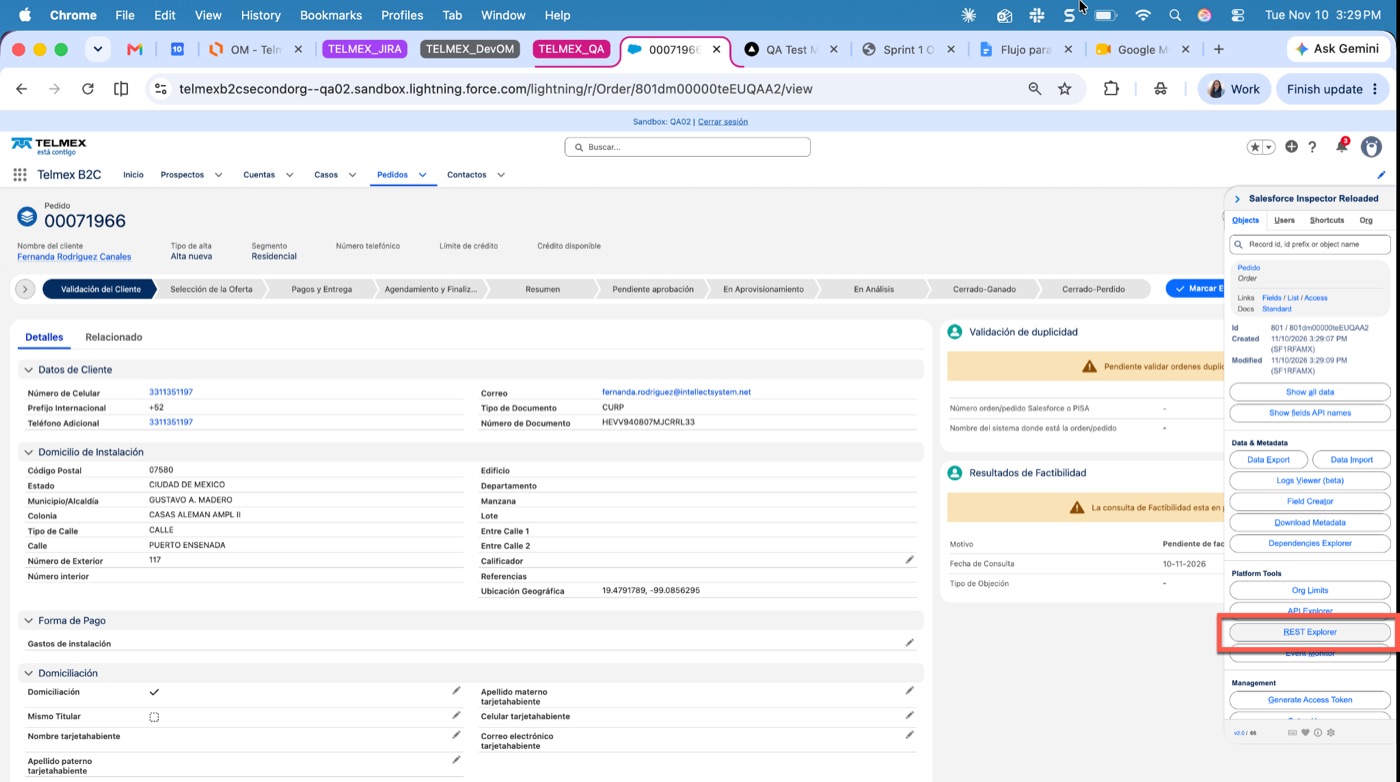 Chrome File Edit View History Bookmarks Profiles Tab Window Help Tue Nov 10 3:29 PM
10 OM - Teln TELMEX_JIRA TELMEX_DevOM TELMEX_QA 0007196 QA Test M Sprint 1 O Flujo para Google M Ask Gemini
telmexb2csecondorg--qa02.sandbox.lightning.force.com/lightning/r/Order/801dm00000teEUQAA2/view Work Finish update
Sandbox: QA02 | Cerrar sesión
TELMEX
está contigo
Buscar...
3
Telmex B2C Inicio Prospectos Cuentas Casos Pedidos Contactos
Pedido
00071966
Nombre del cliente Tipo de alta Segmento Número telefónico Límite de crédito Crédito disponible
Fernanda Rodriguez Canales Alta nueva Residencial
Validación del Cliente Selección de la Oferta Pagos y Entrega Agendamiento y Finaliz... Resumen Pendiente aprobación En Aprovisionamiento En Análisis Cerrado-Ganado Cerrado-Perdido Marcar E
Detalles Relacionado
Datos de Cliente
Número de Celular 3311351197 Correo fernanda.rodriguez@intellectsystem.net
Prefijo Internacional +52 Tipo de Documento CURP
Teléfono Adicional 3311351197 Número de Documento HEVV940807MJCRRL33
Domicilio de Instalación
Código Postal 07580 Edificio
Estado CIUDAD DE MEXICO Departamento
Municipio/Alcaldía GUSTAVO A. MADERO Manzana
Colonia CASAS ALEMAN AMPL II Lote
Tipo de Calle CALLE Entre Calle 1
Calle PUERTO ENSENADA Entre Calle 2
Número de Exterior 117 Calificador
Número interior Referencias
Ubicación Geográfica 19.4791789, -99.0856295
Forma de Pago
Gastos de instalación
Domiciliación
Domiciliación Apellido materno tarjetahabiente
Mismo Titular Celular tarjetahabiente
Nombre tarjetahabiente Correo electrónico tarjetahabiente
Apellido paterno tarjetahabiente
Validación de duplicidad
Pendiente validar ordenes duplic
Número orden/pedido Salesforce o PISA -
Nombre del sistema donde está la orden/pedido -
Resultados de Factibilidad
La consulta de Factibilidad esta en p
Motivo Pendiente de fac
Fecha de Consulta 10-11-2026
Tipo de Objeción -
Salesforce Inspector Reloaded
Objects Users Shortcuts Org
Record id, id prefix or object name
Pedido
Order
Links Fields / List / Access
Docs Standard
Id 801 / 801dm00000teEUQAA2
Created 11/10/2026 3:29:07 PM
(SF1RFAMX)
Modified 11/10/2026 3:29:09 PM
(SF1RFAMX)
Show all data
Show fields API names
Data & Metadata
Data Export Data Import
Logs Viewer (beta)
Field Creator
Download Metadata
Dependencies Explorer
Platform Tools
Org Limits
API Explorer
REST Explorer
Event Monitor
Management
Generate Access Token
v2.0 / 66